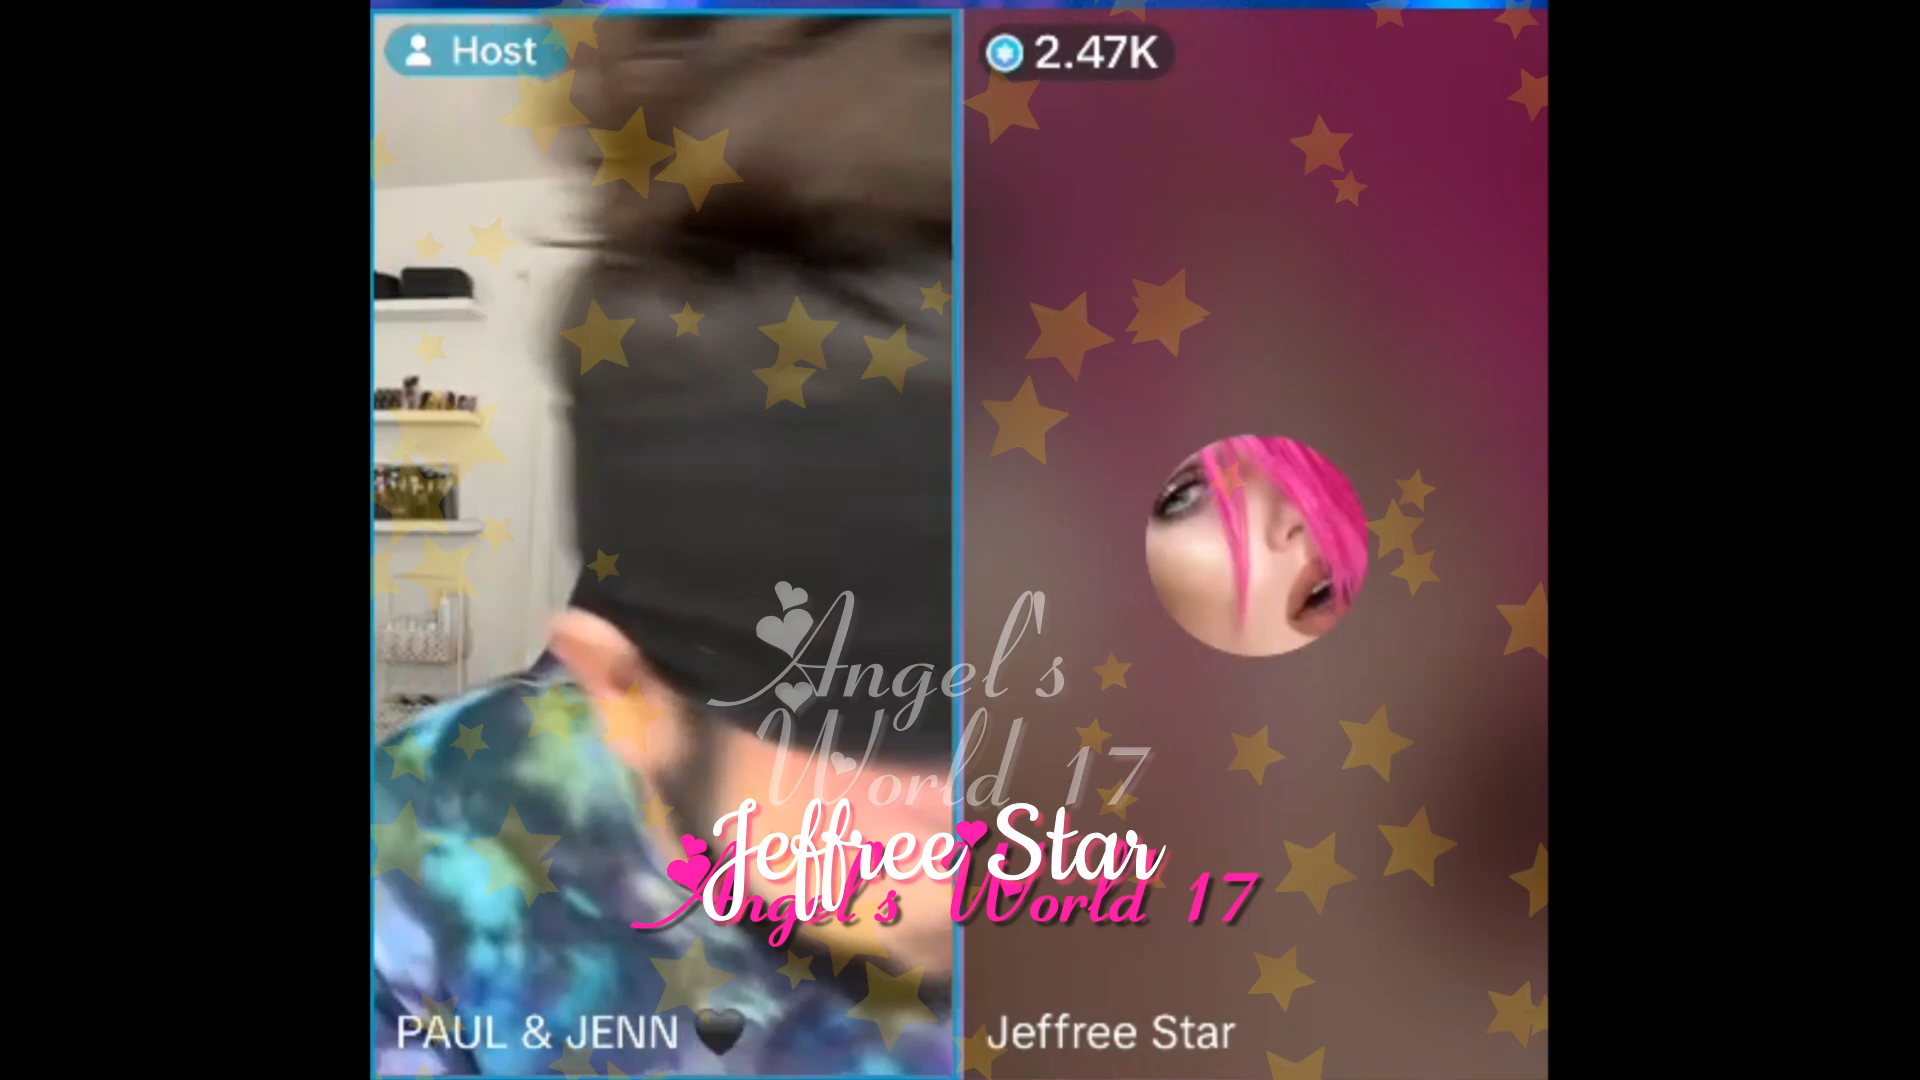 Host
2.47K
Angel's
World 17
Jeffree Star
Angel's World 17
PAUL & JENN 🖤
Jeffree Star